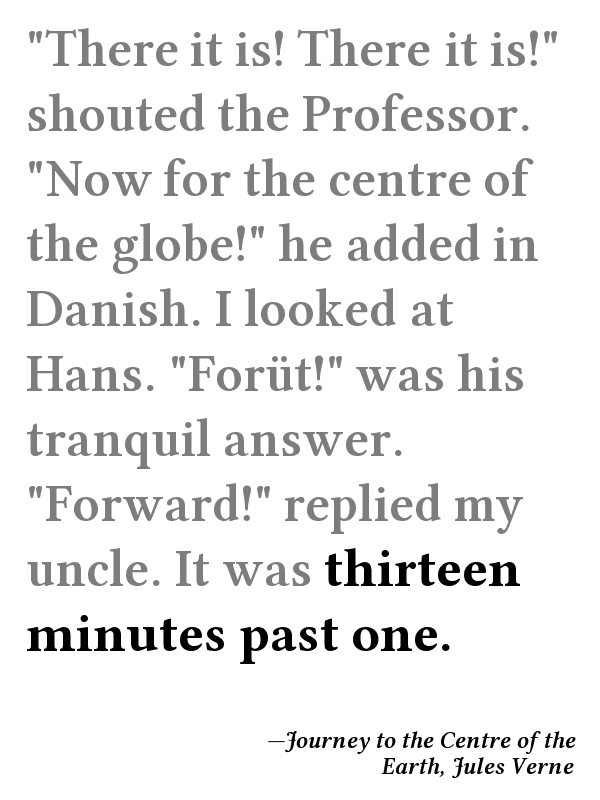 "There it is! There it is!"
shouted the Professor.
"Now for the centre of
the globe!" he added in
Danish. I looked at
Hans. "Forüt!" was his
tranquil answer.
"Forward!" replied my
uncle. It was thirteen
minutes past one.
—Journey to the Centre of the
Earth, Jules Verne